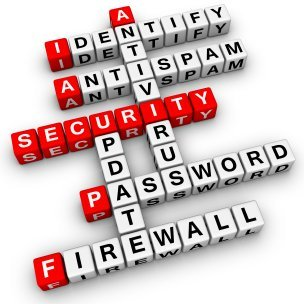 IDENTIFY
ANTISPAM
SECURITY
PASSWORD
FIREWALL
ANTIVIRUS
UPDATE